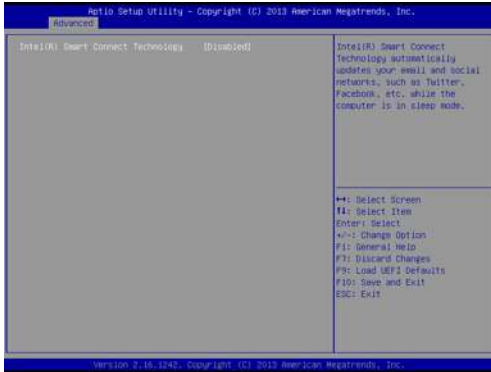 Aptio Setup Utility - Copyright (C) 2013 American Megatrends, Inc.
Advanced
Intel(R) Smart Connect Technology [Disabled]
Intel(R) Smart Connect
Technology automatically
updates your email and social
networks, such as Twitter,
Facebook, etc. while the
computer is in sleep mode.
↔: Select Screen
↑↓: Select Item
Enter: Select
+/-: Change Option
F1: General Help
F7: Discard Changes
F9: Load UEFI Defaults
F10: Save and Exit
ESC: Exit
Version 2.16.1242. Copyright (C) 2013 American Megatrends, Inc.